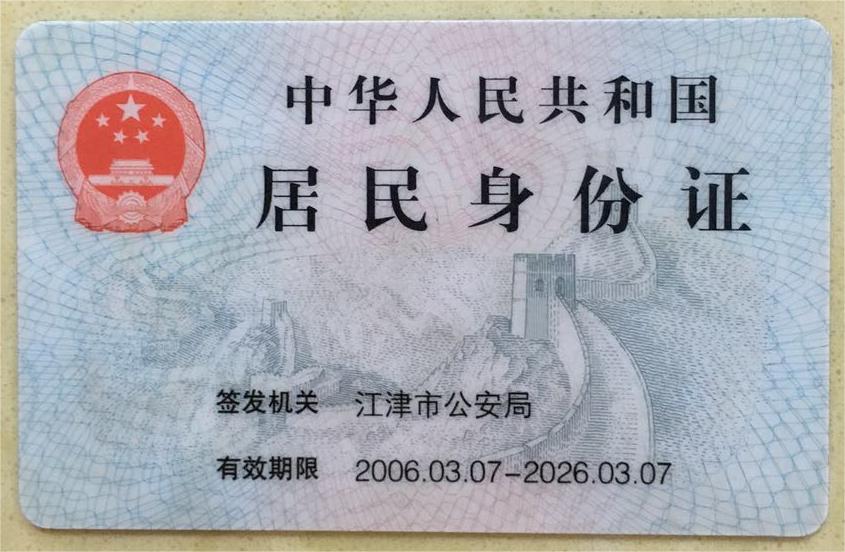 中华人民共和国
居民身份证
签发机关 江津市公安局
有效期限 2006.03.07-2026.03.07